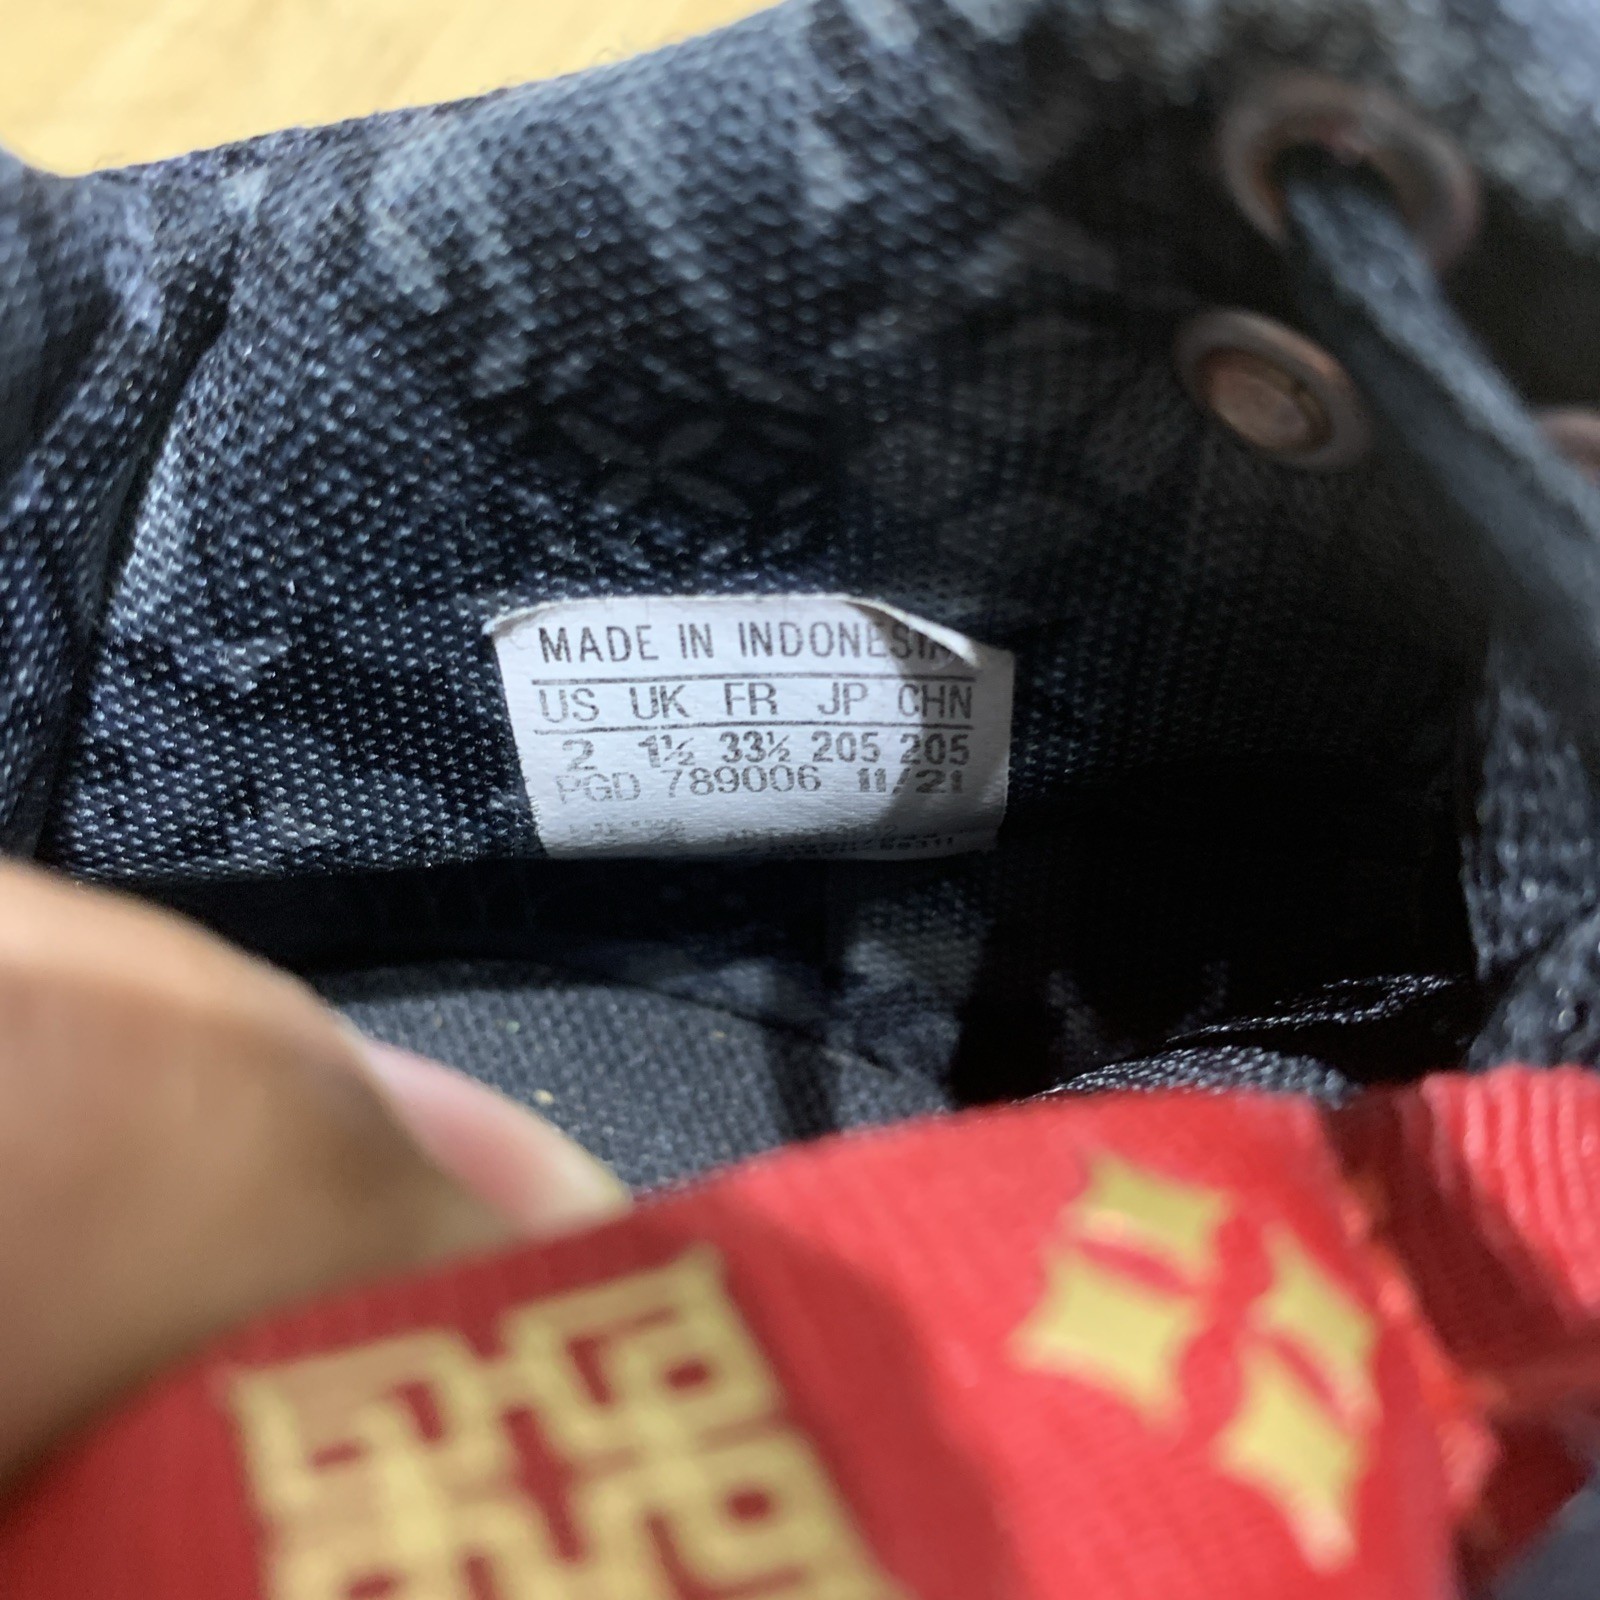 MADE IN INDONESIA
US UK FR JP CHN
2 1½ 33½ 205 205
PGD 789006 11/21